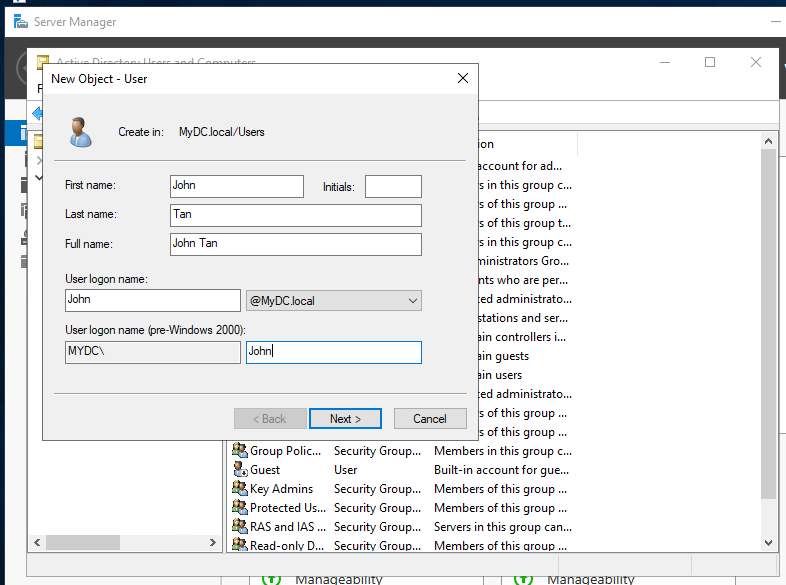 Server Manager
Active Directory Users and Computers
New Object - User
Create in: MyDC.local/Users
First name: John Initials:
Last name: Tan
Full name: John Tan
User logon name:
John @MyDC.local
User logon name (pre-Windows 2000):
MYDC\ John
< Back Next > Cancel
account for ad...
s in this group c...
s of this group ...
s of this group t...
s in this group c...
ministrators Gro...
nts who are per...
ed administrato...
stations and ser...
ain controllers i...
ain guests
ain users
ed administrato...
s of this group ...
s of this group ...
Group Polic... Security Group... Members in this group c...
Guest User Built-in account for gue...
Key Admins Security Group... Members of this group ...
Protected Us... Security Group... Members of this group ...
RAS and IAS ... Security Group... Servers in this group can...
Read-only D... Security Group... Members of this group ...
Manageability Manageability